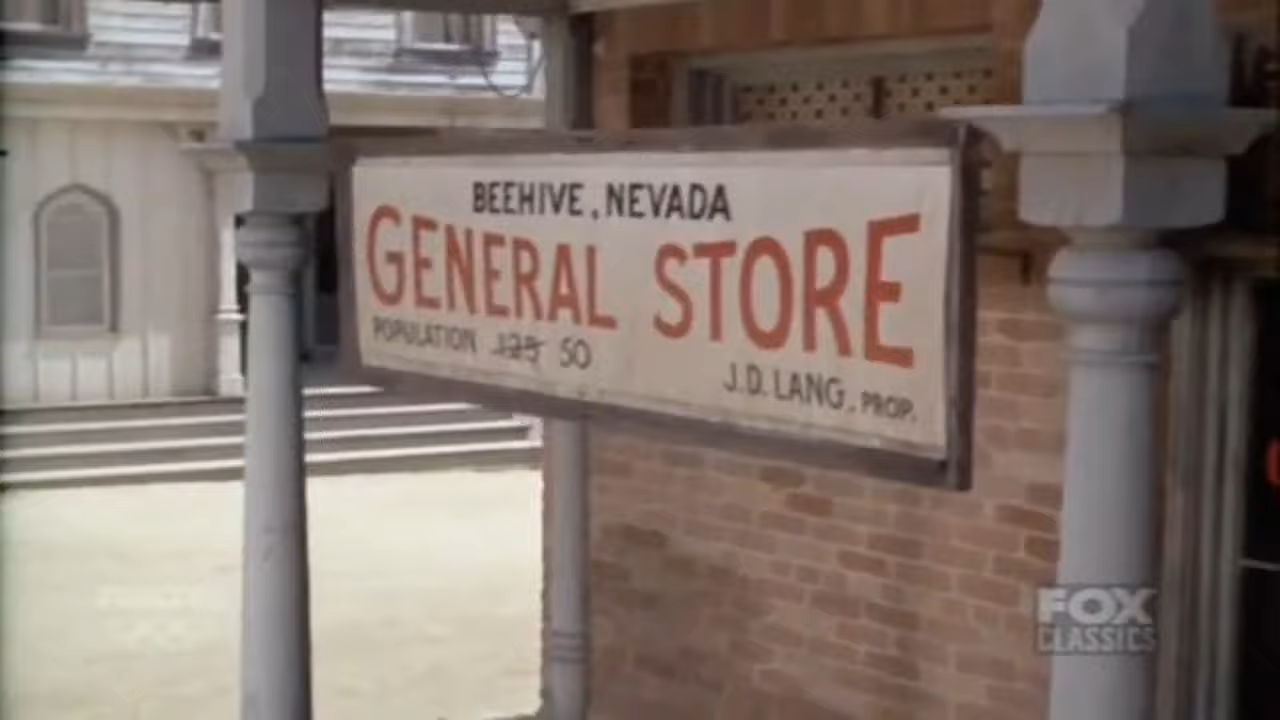 BEEHIVE, NEVADA
GENERAL STORE
POPULATION 125 50
J.D. LANG, PROP.
FOX
CLASSICS